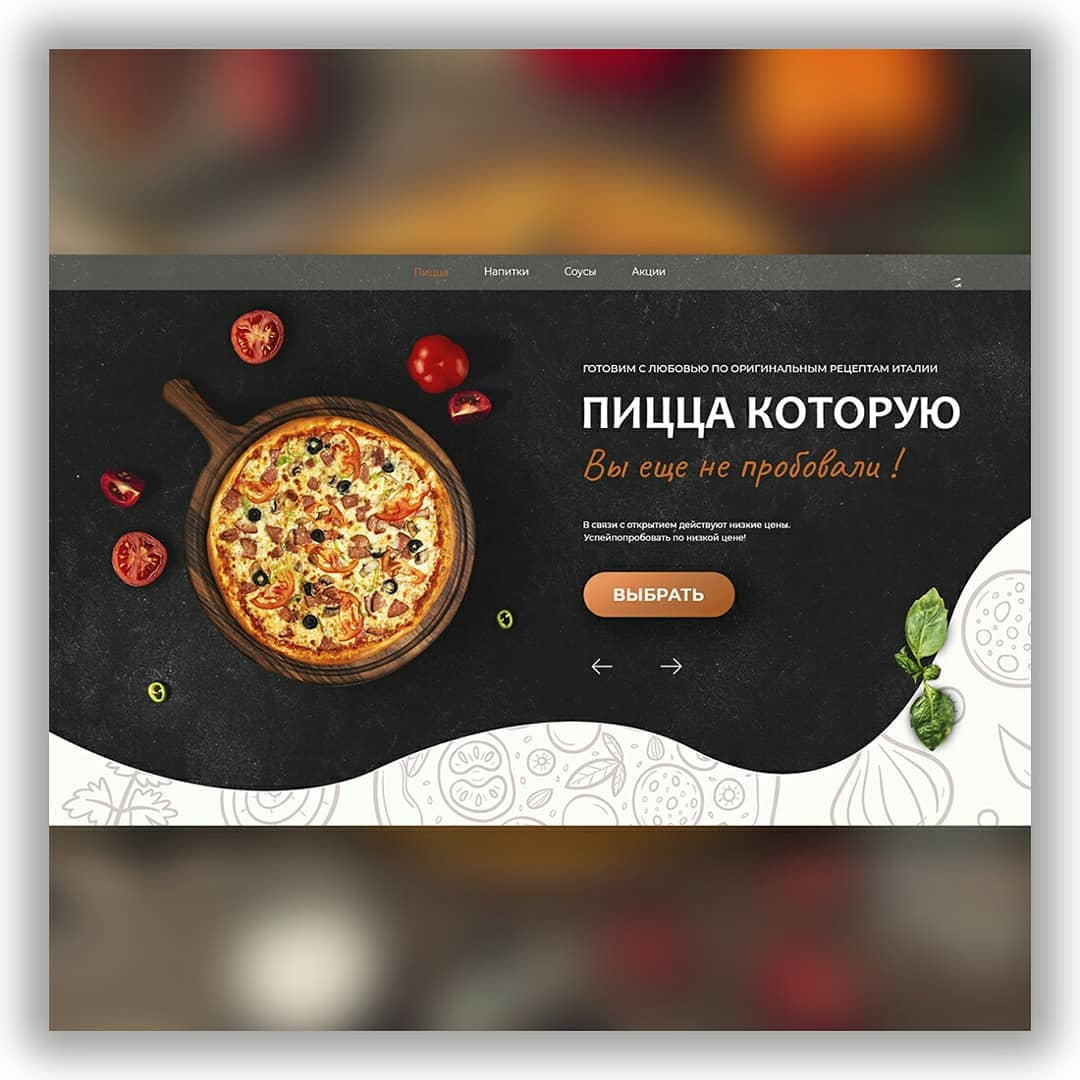 Пицца Напитки Соусы Акции
ГОТОВИМ С ЛЮБОВЬЮ ПО ОРИГИНАЛЬНЫМ РЕЦЕПТАМ ИТАЛИИ
ПИЦЦА КОТОРУЮ
Вы еще не пробовали !
В связи с открытием действуют низкие цены.
Успейпопробовать по низкой цене!
ВЫБРАТЬ